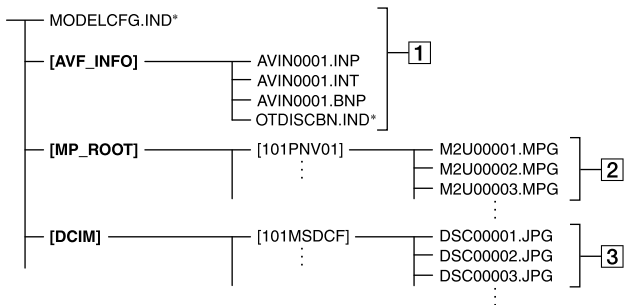 MODELCFG.IND*
[AVF_INFO] AVIN0001.INP 1
AVIN0001.INT
AVIN0001.BNP
OTDISCBN.IND*
[MP_ROOT] [101PNV01] M2U00001.MPG
M2U00002.MPG 2
M2U00003.MPG
[DCIM] [101MSDCF] DSC00001.JPG
DSC00002.JPG 3
DSC00003.JPG